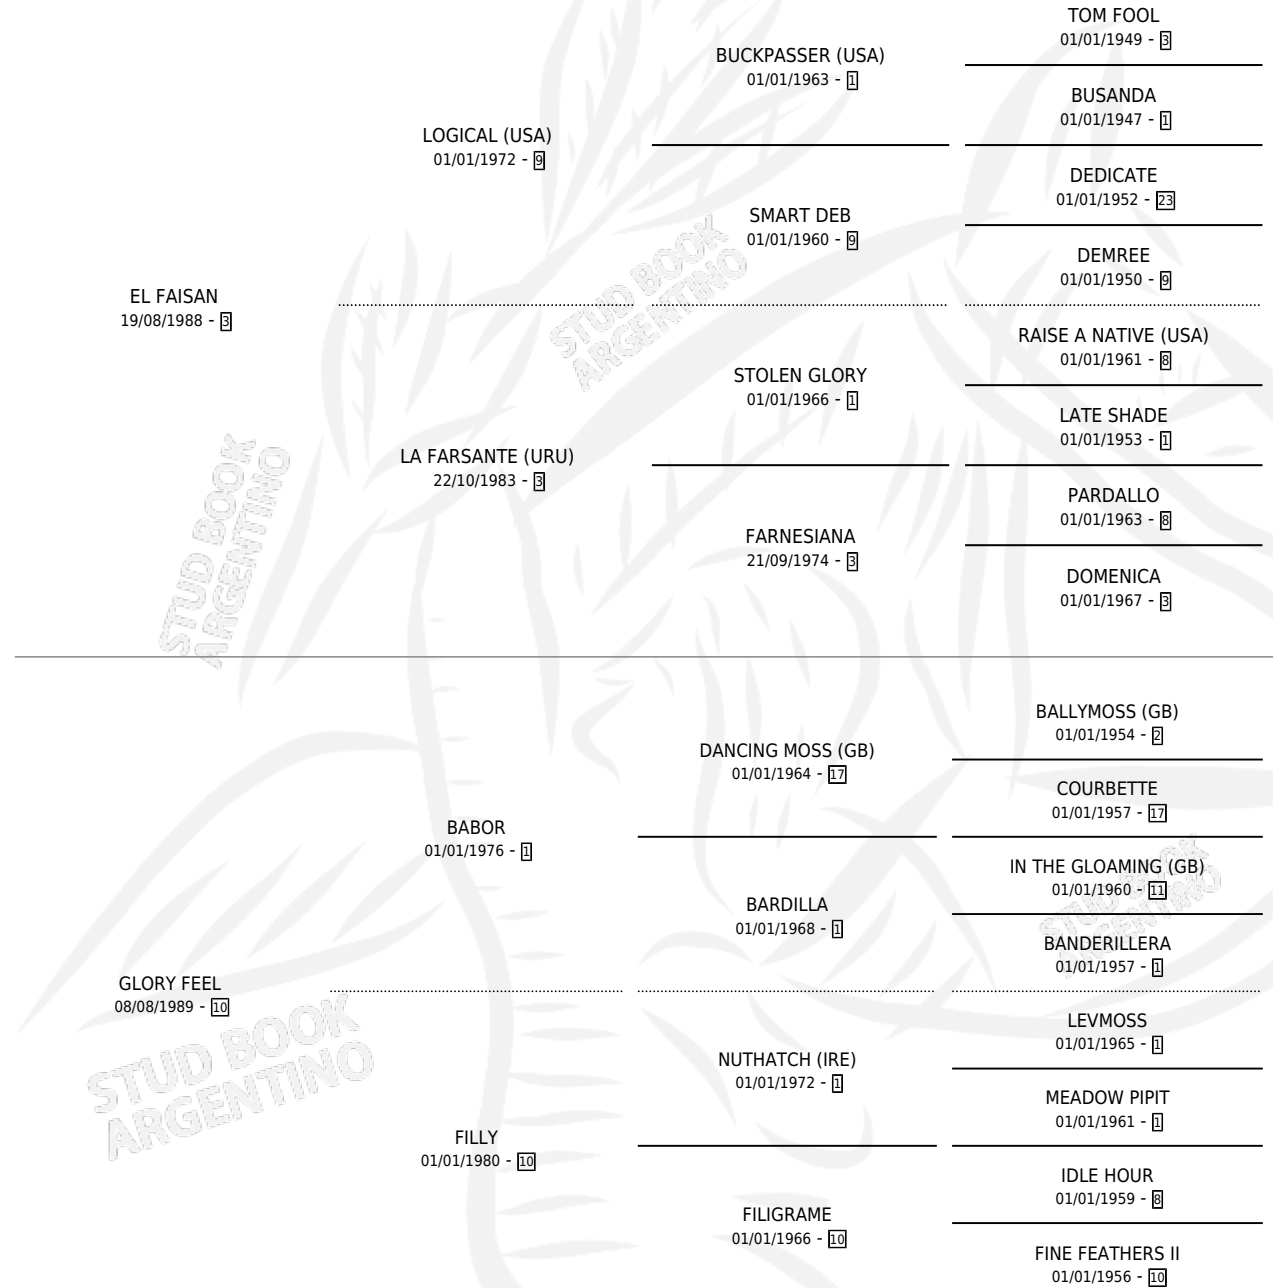 TOM FOOL
01/01/1949 - 3
BUCKPASSER (USA)
01/01/1963 - 1
BUSANDA
01/01/1947 - 1
LOGICAL (USA)
01/01/1972 - 9
DEDICATE
01/01/1952 - 23
SMART DEB
01/01/1960 - 9
DEMREE
01/01/1950 - 9
EL FAISAN
19/08/1988 - 3
RAISE A NATIVE (USA)
01/01/1961 - 8
STOLEN GLORY
01/01/1966 - 1
LATE SHADE
01/01/1953 - 1
LA FARSANTE (URU)
22/10/1983 - 3
PARDALLO
01/01/1963 - 8
FARNESIANA
21/09/1974 - 3
DOMENICA
01/01/1967 - 3
STUD BOOK
ARGENTINO
STUD BOOK
ARGENTINO
BALLYMOSS (GB)
01/01/1954 - 2
DANCING MOSS (GB)
01/01/1964 - 17
COURBETTE
01/01/1957 - 17
BABOR
01/01/1976 - 1
IN THE GLOAMING (GB)
01/01/1960 - 11
BARDILLA
01/01/1968 - 1
BANDERILLERA
01/01/1957 - 1
GLORY FEEL
08/08/1989 - 10
LEVMOSS
01/01/1965 - 1
NUTHATCH (IRE)
01/01/1972 - 1
MEADOW PIPIT
01/01/1961 - 1
FILLY
01/01/1980 - 10
IDLE HOUR
01/01/1959 - 8
FILIGRAME
01/01/1966 - 10
FINE FEATHERS II
01/01/1956 - 10
STUD BOOK
ARGENTINO
STUD BOOK
ARGENTINO